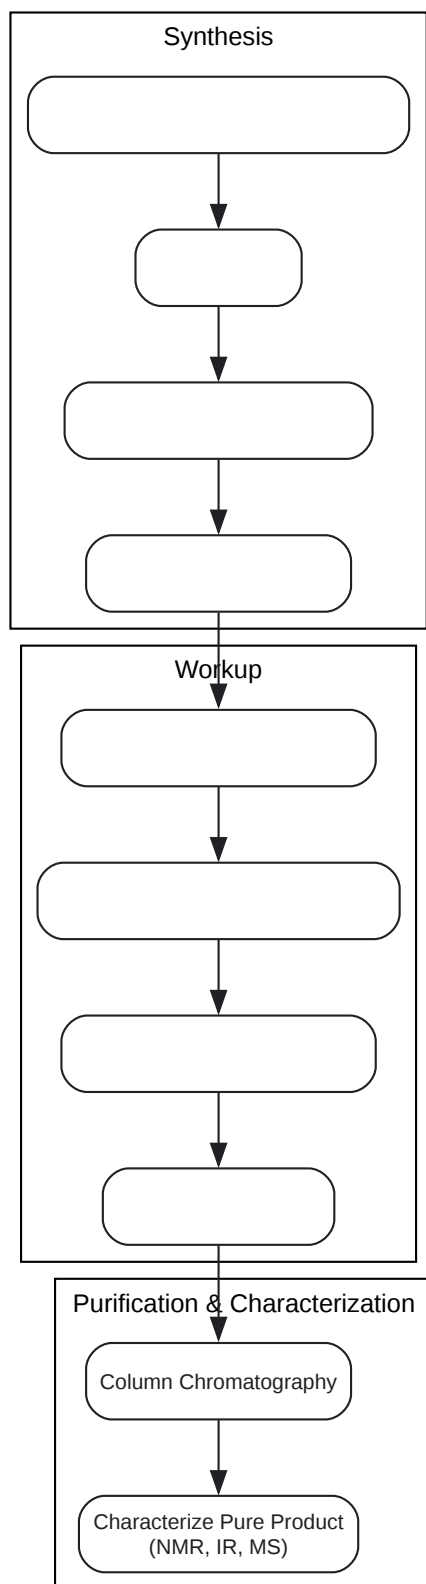 Synthesis
Workup
Purification & Characterization
Column Chromatography
Characterize Pure Product
(NMR, IR, MS)